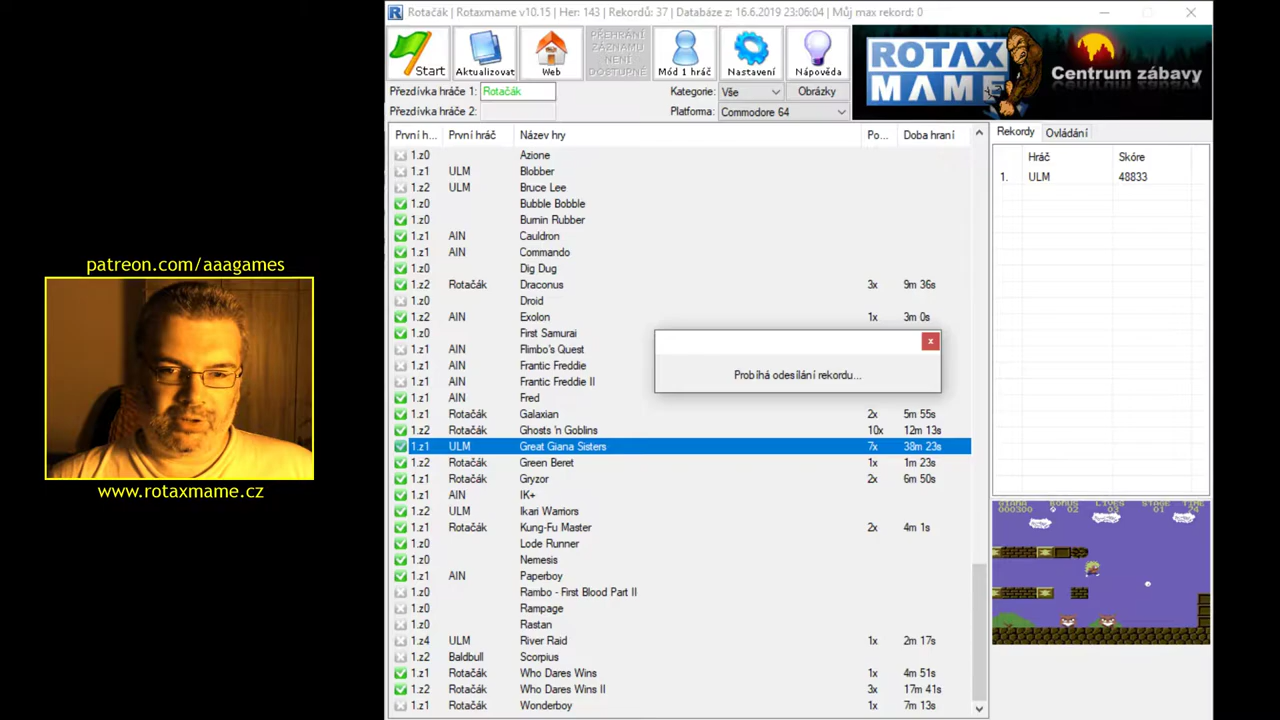 Rotačák | Rotaxmame v10.15 | Her: 143 | Rekordů: 37 | Databáze z: 16.6.2019 23:06:04 | Můj max rekord: 0
Start
Aktualizovat
Web
PŘEHRÁNÍ
ZÁZNAMU
NENÍ
DOSTUPNÉ
Mód 1 hráč
Nastavení
Nápověda
ROTAX
MAME
Centrum zábavy
Přezdívka hráče 1: Rotačák
Kategorie: Vše Obrázky
Přezdívka hráče 2:
Platforma: Commodore 64
První h... První hráč Název hry Po... Doba hraní
1.z0 Azione
1.z1 ULM Blobber
1.z2 ULM Bruce Lee
1.z0 Bubble Bobble
1.z0 Burnin Rubber
1.z1 AIN Cauldron
1.z1 AIN Commando
1.z0 Dig Dug
1.z2 Rotačák Draconus 3x 9m 36s
1.z0 Droid
1.z2 AIN Exolon 1x 3m 0s
1.z0 First Samurai
1.z1 AIN Flimbo's Quest
1.z1 AIN Frantic Freddie
1.z1 AIN Frantic Freddie II
1.z1 AIN Fred
1.z1 Rotačák Galaxian 2x 5m 55s
1.z2 Rotačák Ghosts 'n Goblins 10x 12m 13s
1.z1 ULM Great Giana Sisters 7x 38m 23s
1.z2 Rotačák Green Beret 1x 1m 23s
1.z1 Rotačák Gryzor 2x 6m 50s
1.z1 AIN IK+
1.z2 ULM Ikari Warriors
1.z1 Rotačák Kung-Fu Master 2x 4m 1s
1.z0 Lode Runner
1.z0 Nemesis
1.z1 AIN Paperboy
1.z0 Rambo - First Blood Part II
1.z0 Rampage
1.z0 Rastan
1.z4 ULM River Raid 1x 2m 17s
1.z2 Baldbull Scorpius
1.z1 Rotačák Who Dares Wins 1x 4m 51s
1.z2 Rotačák Who Dares Wins II 3x 17m 41s
1.z0 Rotačák Wonderboy 1x 7m 13s
Probíhá odesílání rekordu...
x
Rekordy Ovládání
Hráč Skóre
1. ULM 48833
GIANA BONUS LIVES STAGE TIME
000300 02 03 01 74
patreon.com/aaagames
www.rotaxmame.cz